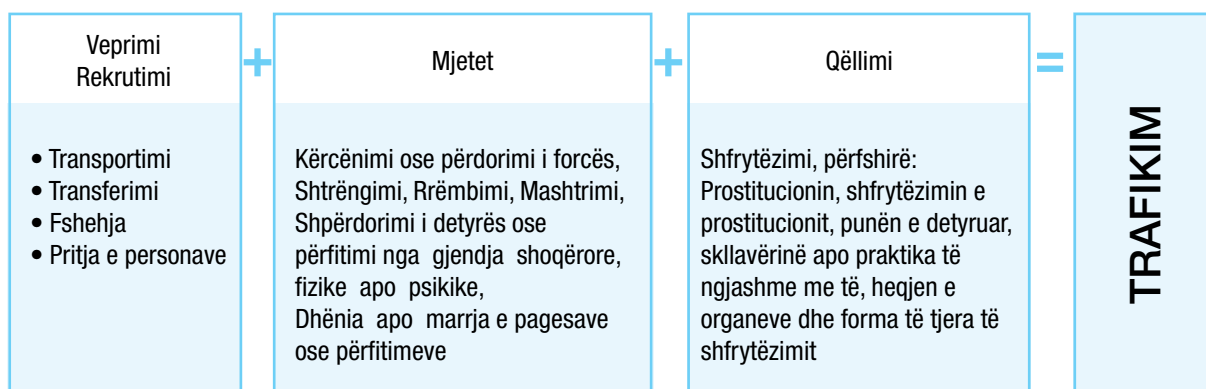 Veprimi
Rekrutimi
• Transportimi
• Transferimi
• Fshehja
• Pritja e personave
+
Mjetet
Kërcënimi ose përdorimi i forcës,
Shtrëngimi, Rrëmbimi, Mashtrimi,
Shpërdorimi i detyrës ose
përfitimi nga gjendja shoqërore,
fizike apo psikike,
Dhënia apo marrja e pagesave
ose përfitimeve
+
Qëllimi
Shfrytëzimi, përfshirë:
Prostitucionin, shfrytëzimin e
prostitucionit, punën e detyruar,
skllavërinë apo praktika të
ngjashme me të, heqjen e
organeve dhe forma të tjera të
shfrytëzimit
=
TRAFIKIM